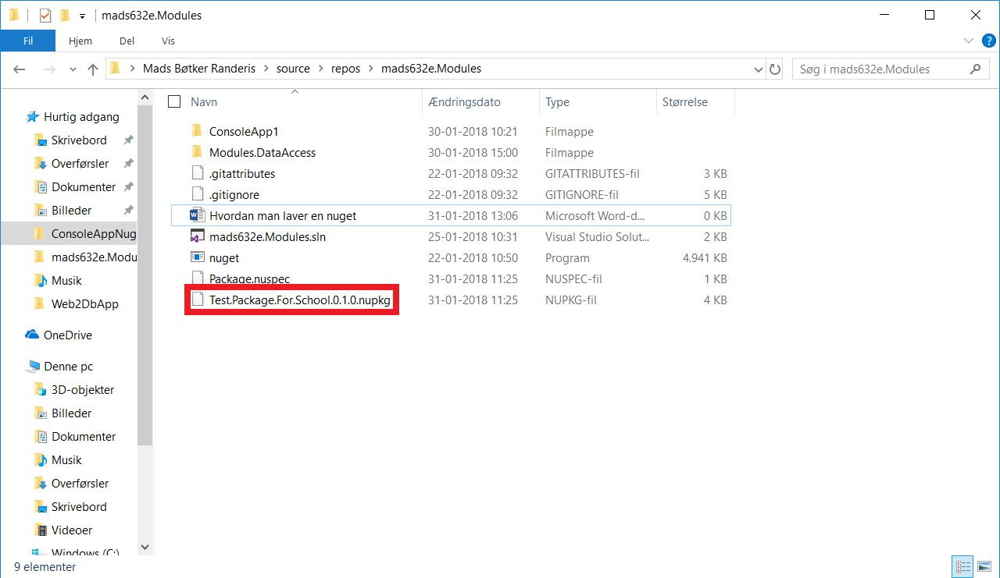 mads632e.Modules
Fil Hjem Del Vis
Mads Bøtker Randeris source repos mads632e.Modules
Søg i mads632e.Modules
Hurtig adgang
Skrivebord
Overførsler
Dokumenter
Billeder
ConsoleAppNug
mads632e.Modu
Musik
Web2DbApp
OneDrive
Denne pc
3D-objekter
Billeder
Dokumenter
Musik
Overførsler
Skrivebord
Videoer
Windows (C:)
Navn Ændringsdato Type Størrelse
ConsoleApp1 30-01-2018 10:21 Filmappe
Modules.DataAccess 30-01-2018 15:00 Filmappe
.gitattributes 22-01-2018 09:32 GITATTRIBUTES-fil 3 KB
.gitignore 22-01-2018 09:32 GITIGNORE-fil 5 KB
Hvordan man laver en nuget 31-01-2018 13:06 Microsoft Word-d... 0 KB
mads632e.Modules.sln 25-01-2018 10:31 Visual Studio Solut... 2 KB
nuget 22-01-2018 10:50 Program 4.941 KB
Package.nuspec 31-01-2018 11:25 NUSPEC-fil 1 KB
Test.Package.For.School.0.1.0.nupkg 31-01-2018 11:25 NUPKG-fil 4 KB
9 elementer